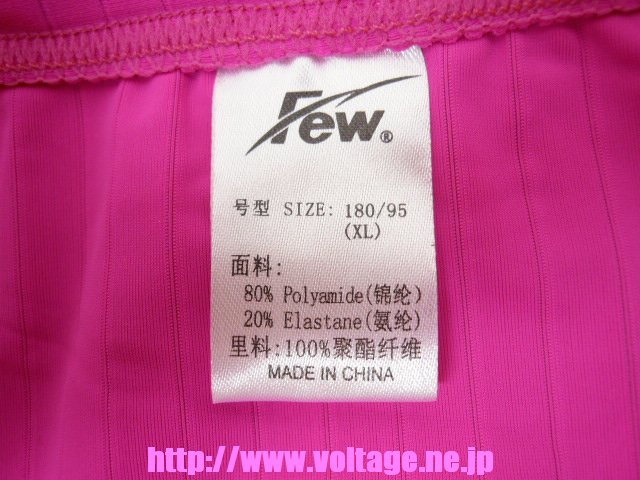 Few®
号型 SIZE: 180/95
(XL)
面料:
80% Polyamide(锦纶)
20% Elastane(氨纶)
里料:100%聚酯纤维
MADE IN CHINA
http://www.voltage.ne.jp